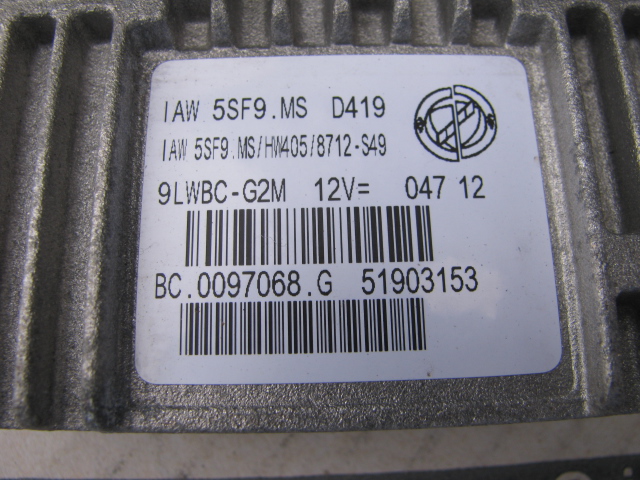 IAW 5SF9.MS D419
IAW 5SF9.MS/HW405/8712-S49
9LWBC-G2M 12V= 047 12
BC.0097068.G 51903153